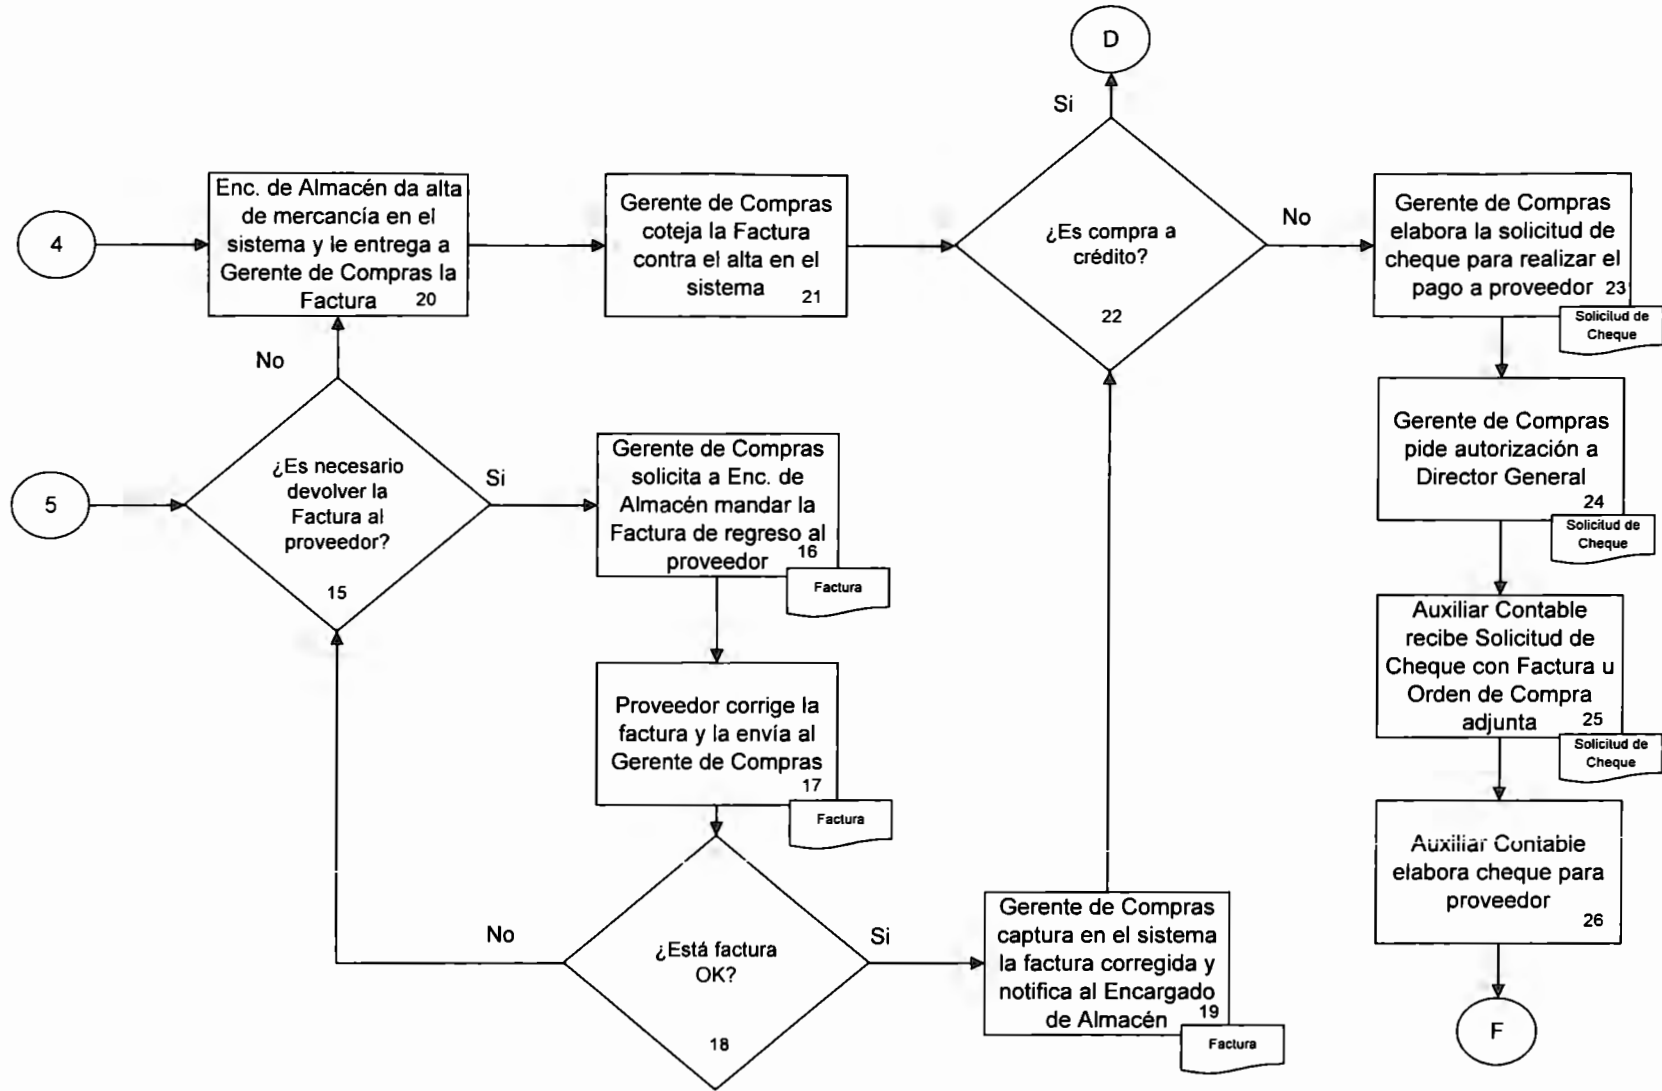 D
Si
4
Enc. de Almacén da alta
de mercancía en el
sistema y le entrega a
Gerente de Compras la
Factura 20
Gerente de Compras
coteja la Factura
contra el alta en el
sistema 21
¿Es compra a
crédito?
22
No
Gerente de Compras
elabora la solicitud de
cheque para realizar el
pago a proveedor 23
Solicitud de
Cheque
No
5
¿Es necesario
devolver la
Factura al
proveedor?
15
Si
Gerente de Compras
solicita a Enc. de
Almacén mandar la
Factura de regreso al
proveedor 16
Factura
Gerente de Compras
pide autorización a
Director General
24
Solicitud de
Cheque
Proveedor corrige la
factura y la envía al
Gerente de Compras
17
Factura
Auxiliar Contable
recibe Solicitud de
Cheque con Factura u
Orden de Compra
adjunta 25
Solicitud de
Cheque
No
¿Está factura
OK?
18
Si
Gerente de Compras
captura en el sistema
la factura corregida y
notifica al Encargado
de Almacén 19
Factura
Auxiliar Contable
elabora cheque para
proveedor
26
F